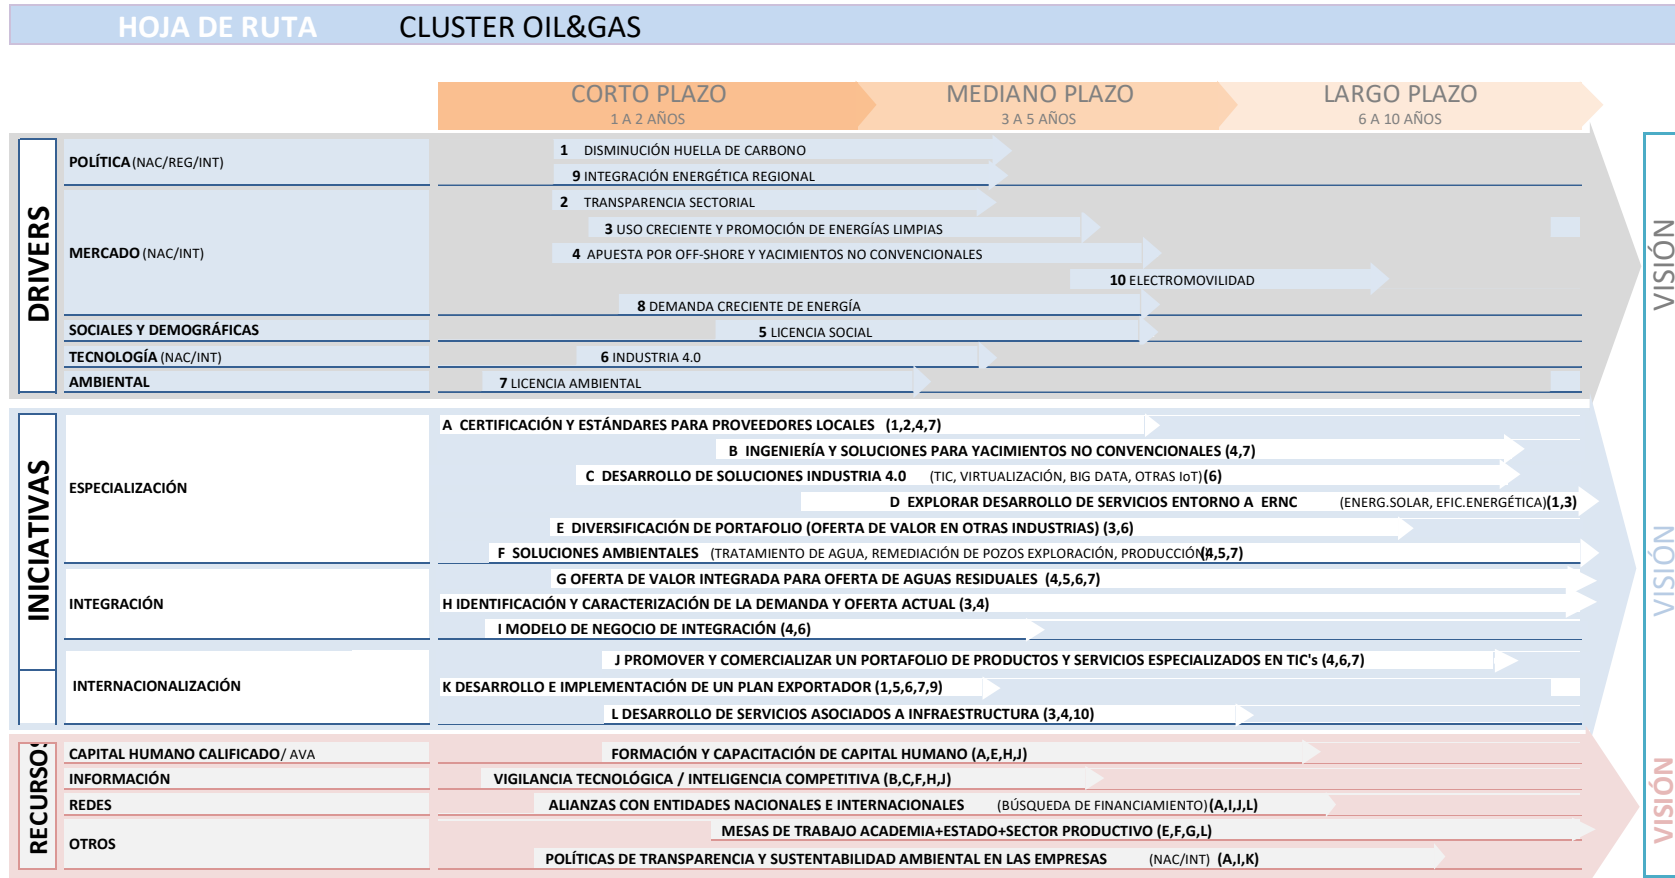 HOJA DE RUTA CLUSTER OIL&GAS
CORTO PLAZO
1 A 2 AÑOS
MEDIANO PLAZO
3 A 5 AÑOS
LARGO PLAZO
6 A 10 AÑOS
DRIVERS
POLÍTICA (NAC/REG/INT)
1 DISMINUCIÓN HUELLA DE CARBONO
9 INTEGRACIÓN ENERGÉTICA REGIONAL
MERCADO (NAC/INT)
2 TRANSPARENCIA SECTORIAL
3 USO CRECIENTE Y PROMOCIÓN DE ENERGÍAS LIMPIAS
4 APUESTA POR OFF-SHORE Y YACIMIENTOS NO CONVENCIONALES
10 ELECTROMOVILIDAD
8 DEMANDA CRECIENTE DE ENERGÍA
SOCIALES Y DEMOGRÁFICAS
5 LICENCIA SOCIAL
TECNOLOGÍA (NAC/INT)
6 INDUSTRIA 4.0
AMBIENTAL
7 LICENCIA AMBIENTAL
VISIÓN
INICIATIVAS
ESPECIALIZACIÓN
A CERTIFICACIÓN Y ESTÁNDARES PARA PROVEEDORES LOCALES (1,2,4,7)
B INGENIERÍA Y SOLUCIONES PARA YACIMIENTOS NO CONVENCIONALES (4,7)
C DESARROLLO DE SOLUCIONES INDUSTRIA 4.0 (TIC, VIRTUALIZACIÓN, BIG DATA, OTRAS IoT) (6)
D EXPLORAR DESARROLLO DE SERVICIOS ENTORNO A ERNC (ENERG.SOLAR, EFIC.ENERGÉTICA)(1,3)
E DIVERSIFICACIÓN DE PORTAFOLIO (OFERTA DE VALOR EN OTRAS INDUSTRIAS) (3,6)
F SOLUCIONES AMBIENTALES (TRATAMIENTO DE AGUA, REMEDIACIÓN DE POZOS EXPLORACIÓN, PRODUCCIÓN)(4,5,7)
INTEGRACIÓN
G OFERTA DE VALOR INTEGRADA PARA OFERTA DE AGUAS RESIDUALES (4,5,6,7)
H IDENTIFICACIÓN Y CARACTERIZACIÓN DE LA DEMANDA Y OFERTA ACTUAL (3,4)
I MODELO DE NEGOCIO DE INTEGRACIÓN (4,6)
INTERNACIONALIZACIÓN
J PROMOVER Y COMERCIALIZAR UN PORTAFOLIO DE PRODUCTOS Y SERVICIOS ESPECIALIZADOS EN TIC's (4,6,7)
K DESARROLLO E IMPLEMENTACIÓN DE UN PLAN EXPORTADOR (1,5,6,7,9)
L DESARROLLO DE SERVICIOS ASOCIADOS A INFRAESTRUCTURA (3,4,10)
VISIÓN
RECURSOS
CAPITAL HUMANO CALIFICADO/ AVA
FORMACIÓN Y CAPACITACIÓN DE CAPITAL HUMANO (A,E,H,J)
INFORMACIÓN
VIGILANCIA TECNOLÓGICA / INTELIGENCIA COMPETITIVA (B,C,F,H,J)
REDES
ALIANZAS CON ENTIDADES NACIONALES E INTERNACIONALES (BÚSQUEDA DE FINANCIAMIENTO) (A,I,J,L)
OTROS
MESAS DE TRABAJO ACADEMIA+ESTADO+SECTOR PRODUCTIVO (E,F,G,L)
POLÍTICAS DE TRANSPARENCIA Y SUSTENTABILIDAD AMBIENTAL EN LAS EMPRESAS (NAC/INT) (A,I,K)
VISIÓN